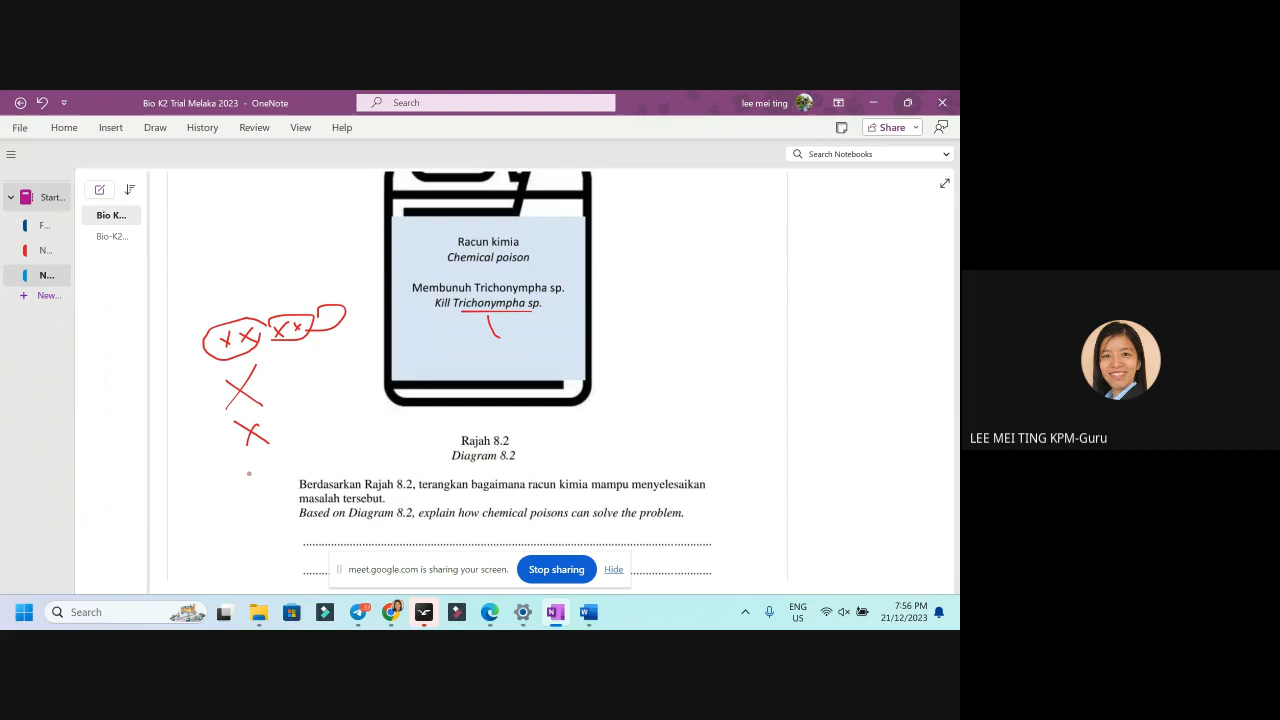 Bio K2 Trial Melaka 2023 - OneNote
Search
lee mei ting
File Home Insert Draw History Review View Help
Share
Search Notebooks
Start...
F...
N...
N...
New...
Bio K...
Bio-K2...
Racun kimia
Chemical poison
Membunuh Trichonympha sp.
Kill Trichonympha sp.
Rajah 8.2
Diagram 8.2
Berdasarkan Rajah 8.2, terangkan bagaimana racun kimia mampu menyelesaikan
masalah tersebut.
Based on Diagram 8.2, explain how chemical poisons can solve the problem.
meet.google.com is sharing your screen.
Stop sharing
Hide
LEE MEI TING KPM-Guru
Search
ENG
US
7:56 PM
21/12/2023